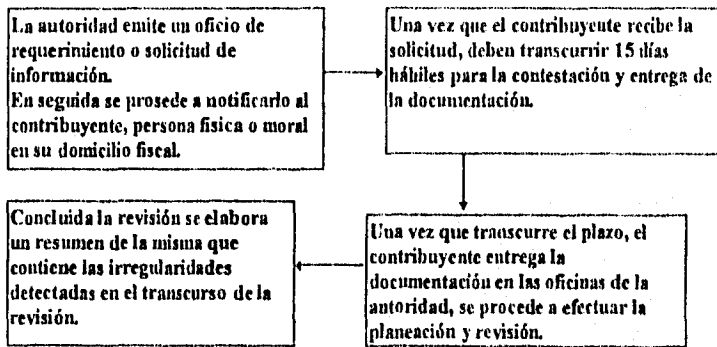 La autoridad emite un oficio de
requerimiento o solicitud de
información.
En seguida se prosede a notificarlo al
contribuyente, persona fisica o moral
en su domicilio fiscal.
Una vez que el contribuyente recibe la
solicitud, deben transcurrir 15 días
hábiles para la contestación y entrega de
la documentación.
Una vez que transcurre el plazo, el
contribuyente entrega la
documentación en las oficinas de la
autoridad, se procede a efectuar la
planeación y revisión.
Concluida la revisión se elabora
un resumen de la misma que
contiene las irregularidades
detectadas en el transcurso de la
revisión.